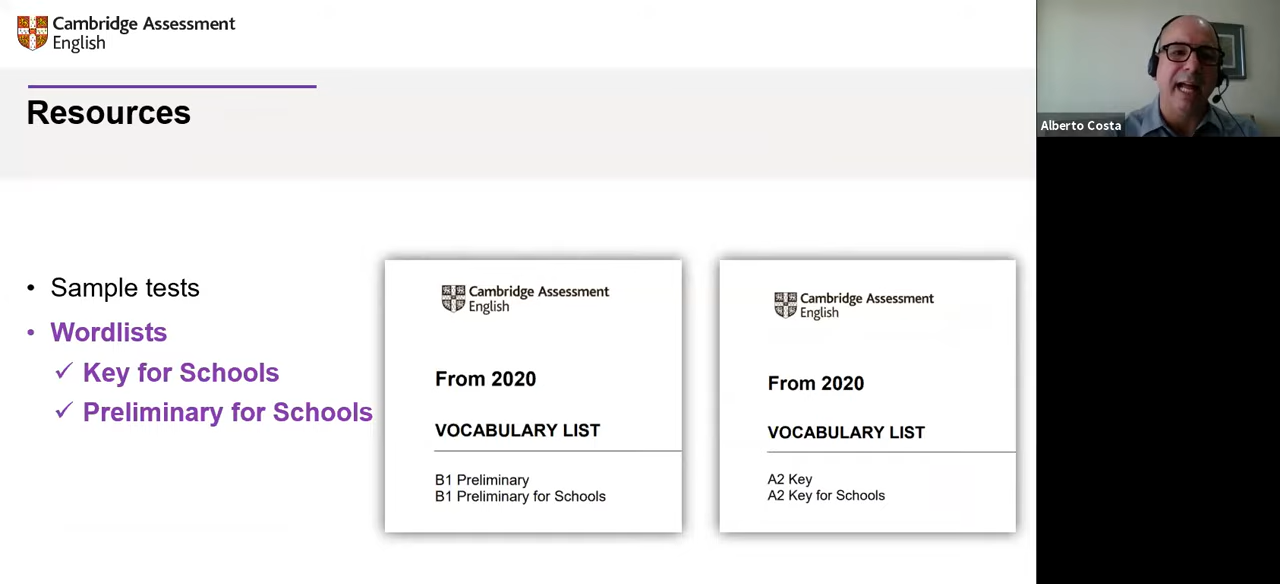 Cambridge Assessment
English
Resources
Alberto Costa
• Sample tests
• Wordlists
✓ Key for Schools
✓ Preliminary for Schools
Cambridge Assessment
English
From 2020
VOCABULARY LIST
B1 Preliminary
B1 Preliminary for Schools
Cambridge Assessment
English
From 2020
VOCABULARY LIST
A2 Key
A2 Key for Schools